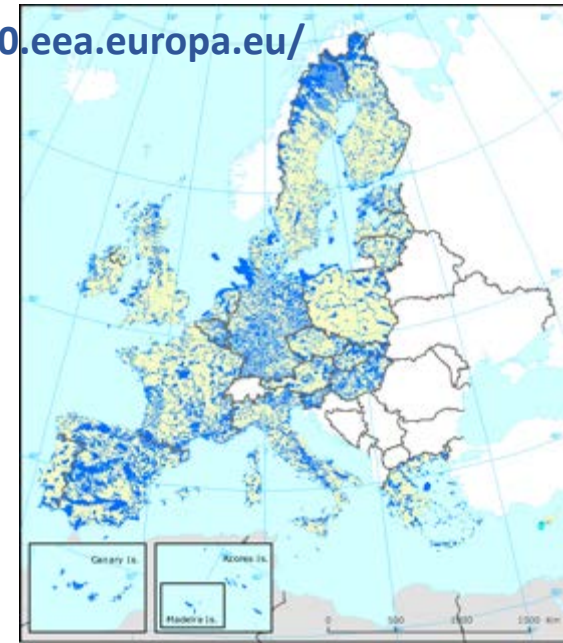 0.eea.europa.eu/
Canary Is.
Azores Is.
Madeira Is.
0 500 1000 1500 Km